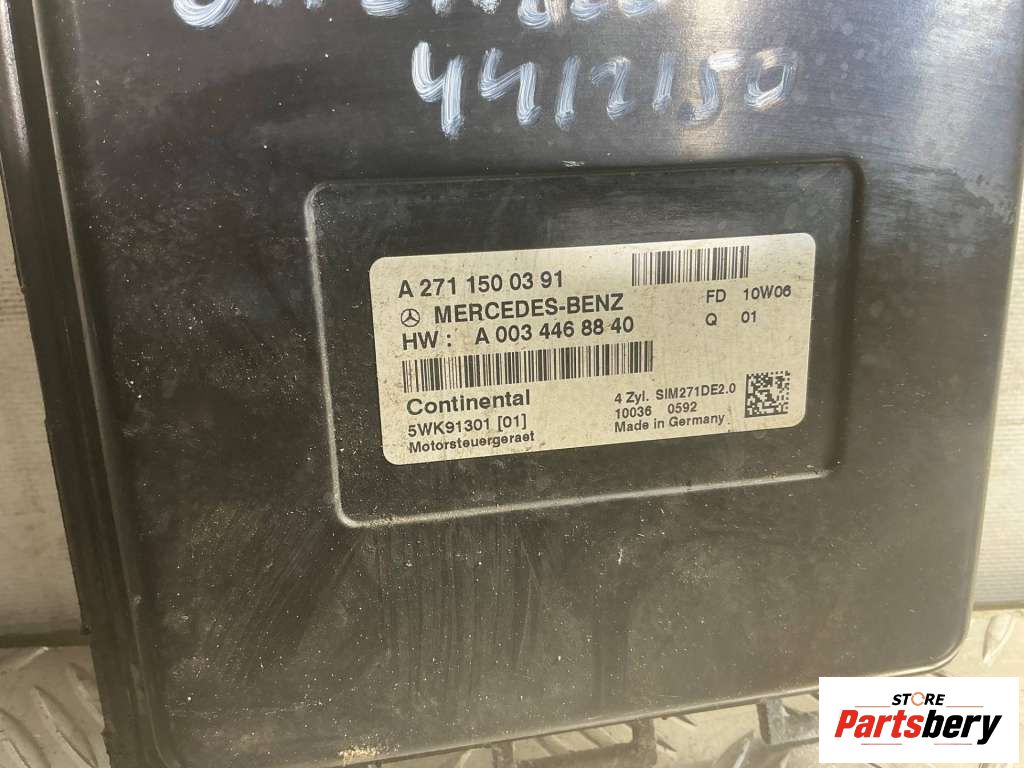 4412150
A 271 150 03 91
MERCEDES-BENZ
HW : A 003 446 88 40
FD 10W06
Q 01
Continental
5WK91301 [01]
Motorsteuergeraet
4 Zyl. SIM271DE2.0
10036 0592
Made in Germany
STORE
Partsbery